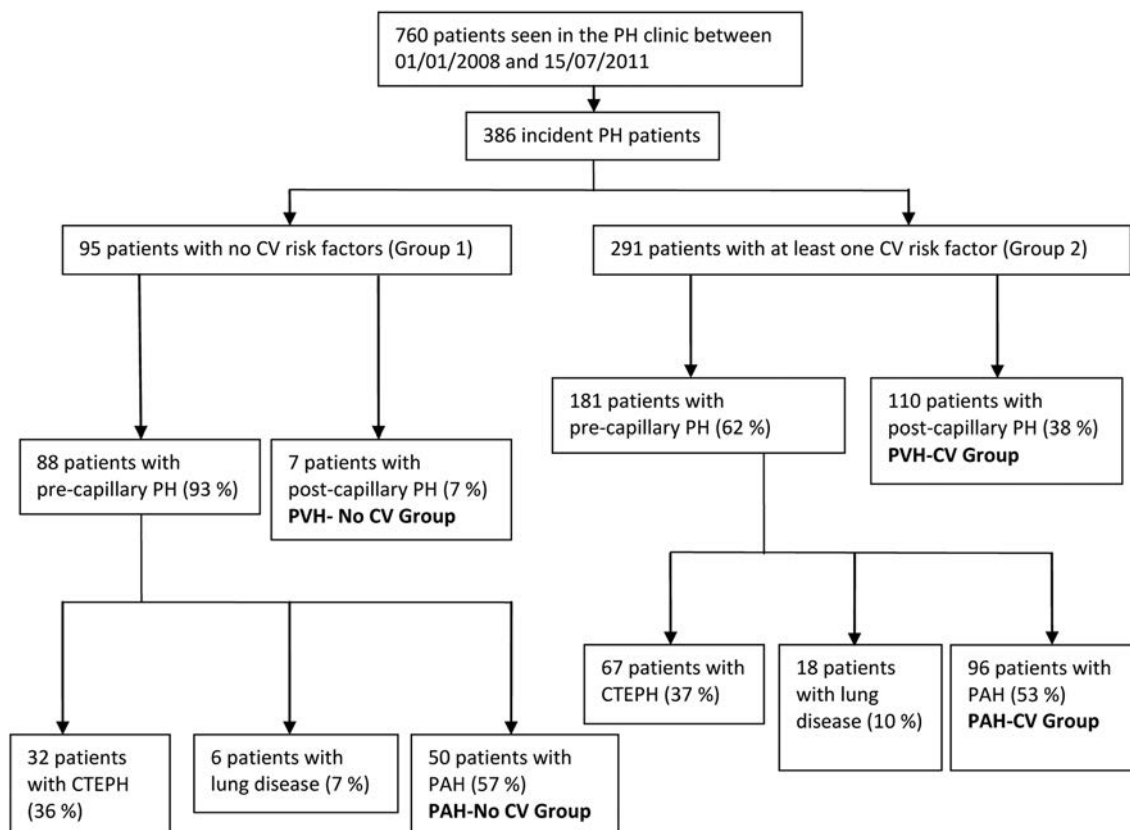 760 patients seen in the PH clinic between
01/01/2008 and 15/07/2011
386 incident PH patients
95 patients with no CV risk factors (Group 1)
291 patients with at least one CV risk factor (Group 2)
88 patients with
pre-capillary PH (93 %)
7 patients with
post-capillary PH (7 %)
PVH- No CV Group
181 patients with
pre-capillary PH (62 %)
110 patients with
post-capillary PH (38 %)
PVH-CV Group
32 patients
with CTEPH
(36 %)
6 patients with
lung disease (7 %)
50 patients with
PAH (57 %)
PAH-No CV Group
67 patients with
CTEPH (37 %)
18 patients
with lung
disease (10 %)
96 patients with
PAH (53 %)
PAH-CV Group